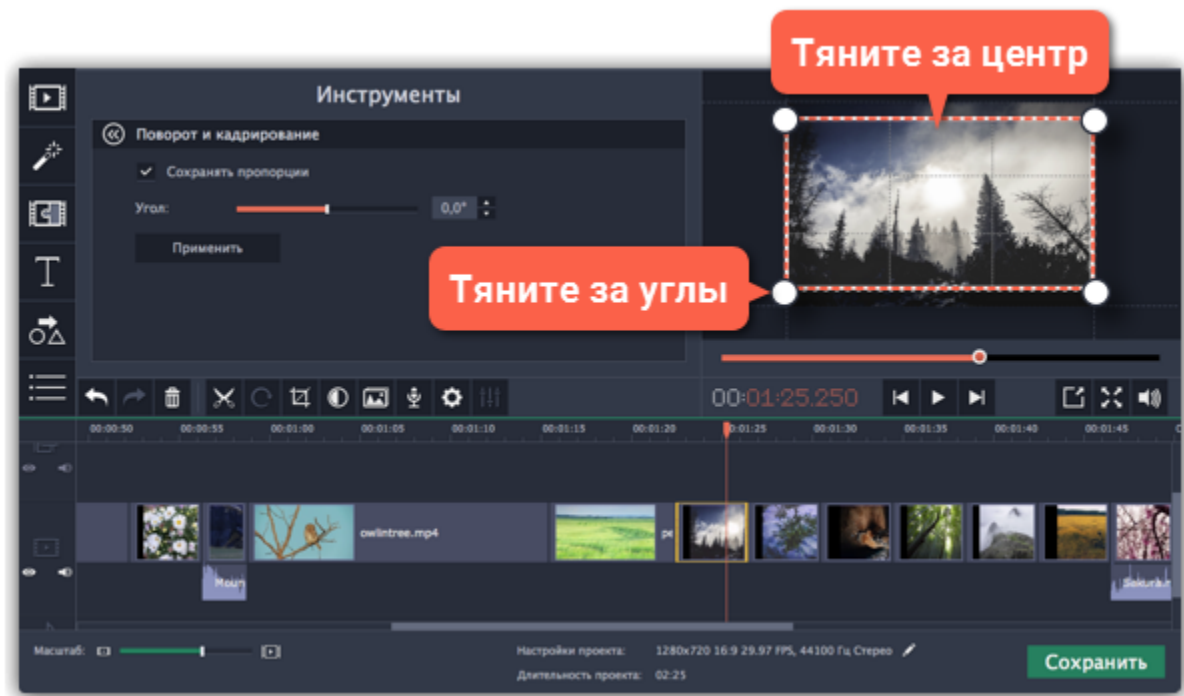 Тяните за центр
Инструменты
Поворот и кадрирование
Сохранять пропорции
Угол: 0,0°
Применить
Тяните за углы
00:01:25.250
00:00:50 00:00:55 00:01:00 00:01:05 00:01:10 00:01:15 00:01:20 00:01:25 00:01:30 00:01:35 00:01:40 00:01:45
owlintree.mp4
Масштаб:
Настройки проекта: 1280x720 16:9 29.97 FPS, 44100 Гц Стерео
Длительность проекта: 02:25
Сохранить